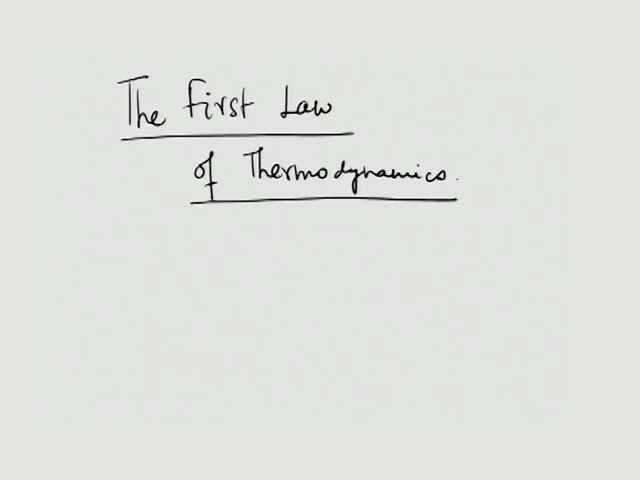 The First Law
of Thermodynamics.